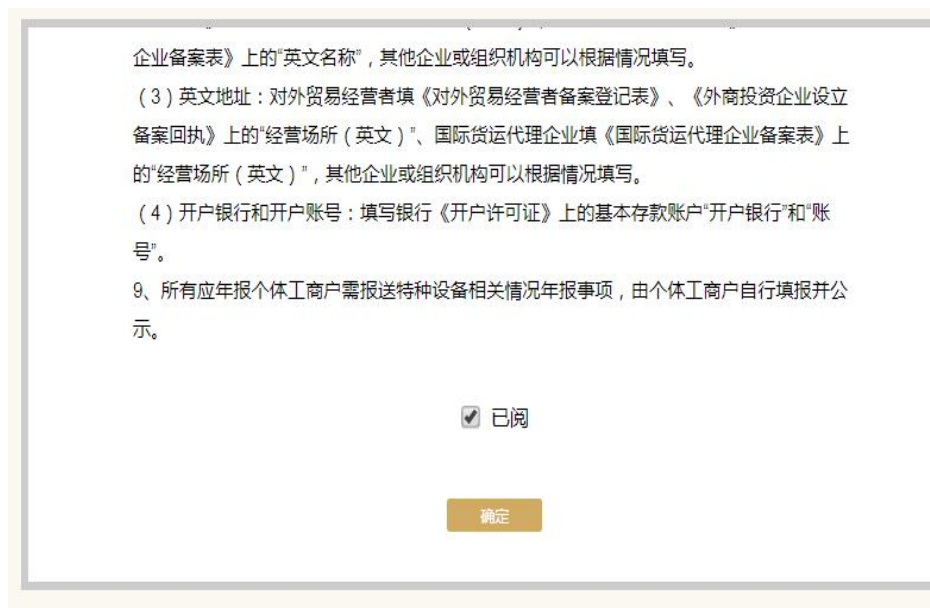 企业备案表》上的“英文名称”，其他企业或组织机构可以根据情况填写。
（3）英文地址：对外贸易经营者填《对外贸易经营者备案登记表》、《外商投资企业设立
备案回执》上的“经营场所（英文）”、国际货运代理企业填《国际货运代理企业备案表》上
的“经营场所（英文）”，其他企业或组织机构可以根据情况填写。
（4）开户银行和开户账号：填写银行《开户许可证》上的基本存款账户“开户银行”和“账
号”。
9、所有应年报个体工商户需报送特种设备相关情况年报事项，由个体工商户自行填报并公
示。
已阅
确定